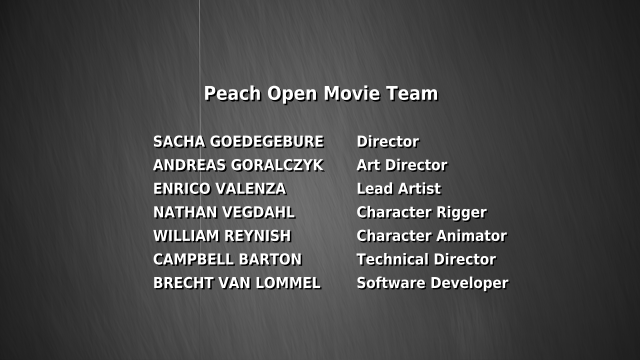 Peach Open Movie Team
SACHA GOEDEGEBURE Director
ANDREAS GORALCZYK Art Director
ENRICO VALENZA Lead Artist
NATHAN VEGDAHL Character Rigger
WILLIAM REYNISH Character Animator
CAMPBELL BARTON Technical Director
BRECHT VAN LOMMEL Software Developer